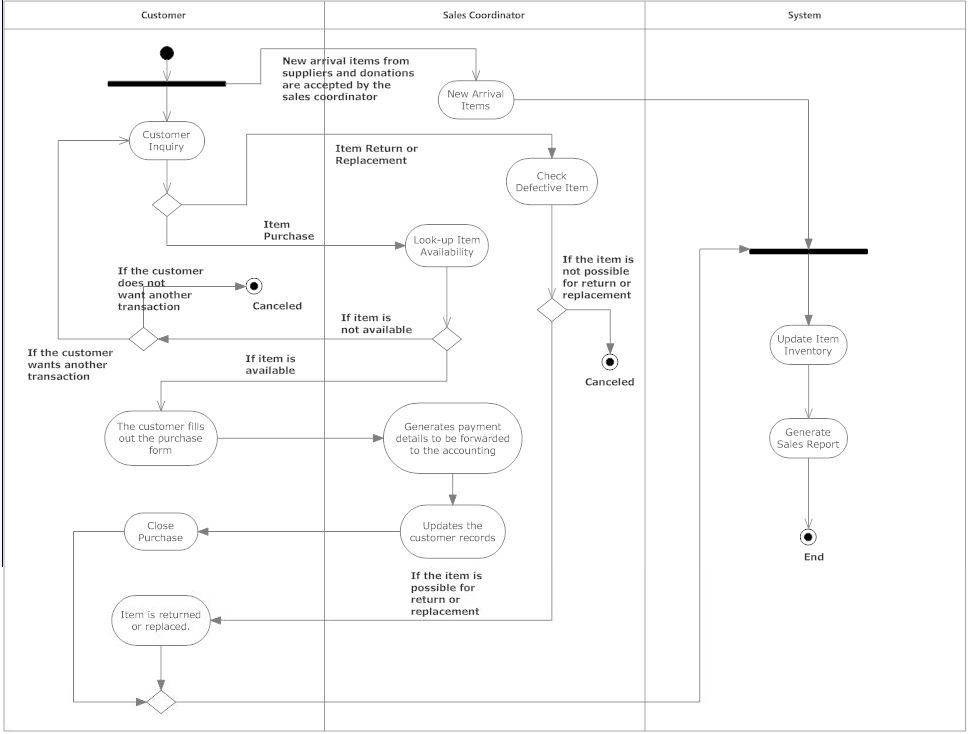 Customer
Sales Coordinator
System
New arrival items from
suppliers and donations
are accepted by the
sales coordinator
New Arrival
Items
Customer
Inquiry
Item Return or
Replacement
Check
Defective Item
Item
Purchase
Look-up Item
Availability
If the item is
not possible
for return or
replacement
If the customer
does not
want another
transaction
Canceled
If item is
not available
Update Item
Inventory
If the customer
wants another
transaction
If item is
available
Canceled
The customer fills
out the purchase
form
Generates payment
details to be forwarded
to the accounting
Generate
Sales Report
Close
Purchase
Updates the
customer records
End
If the item is
possible for
return or
replacement
Item is returned
or replaced.